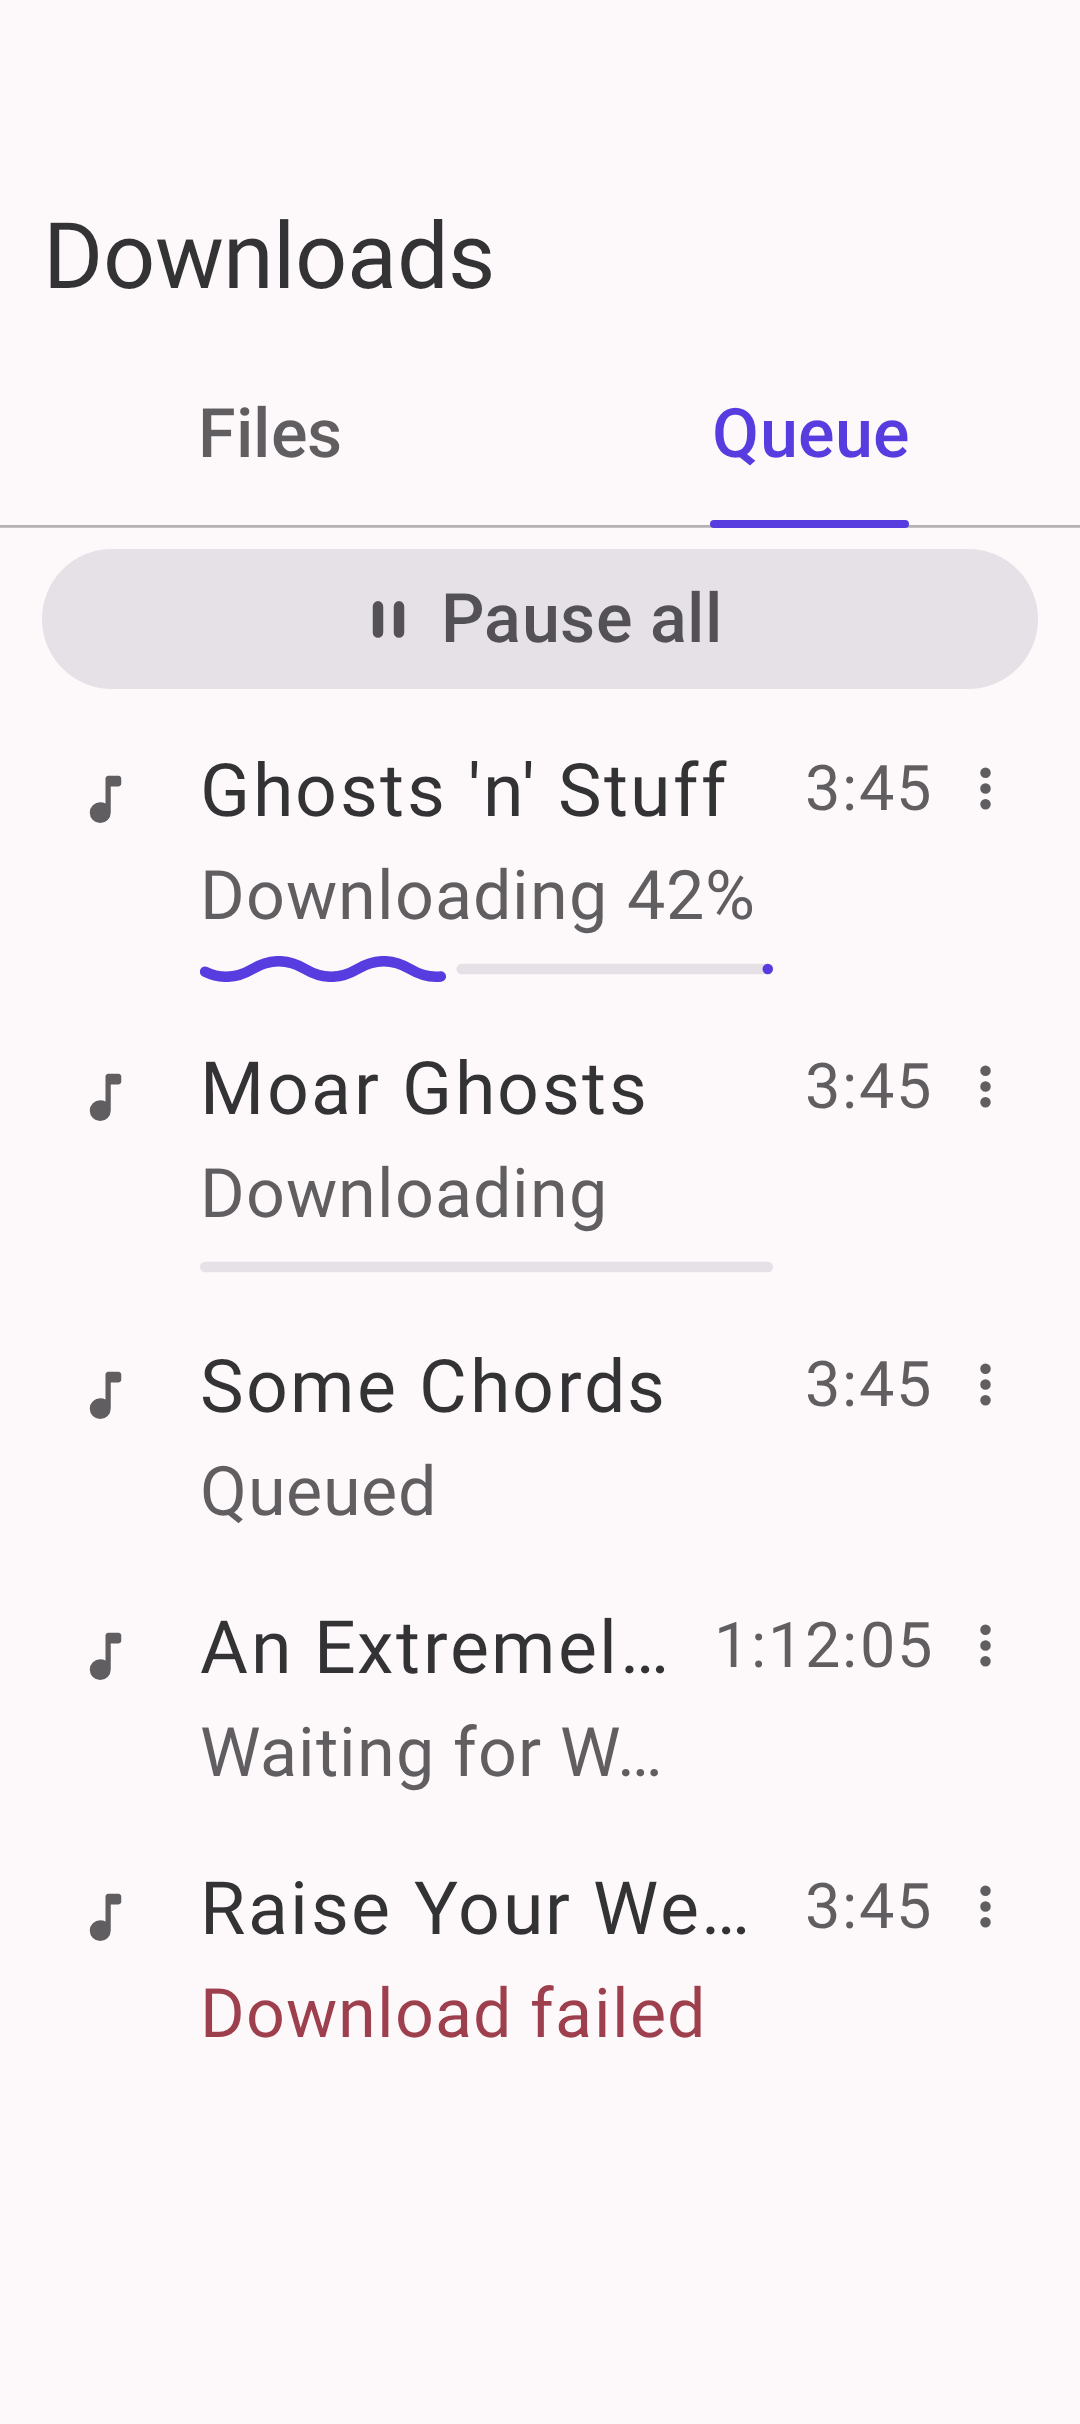 Downloads
Files
Queue
Pause all
Ghosts 'n' Stuff
3:45
Downloading 42%
Moar Ghosts
3:45
Downloading
Some Chords
3:45
Queued
An Extremel…
1:12:05
Waiting for W…
Raise Your We…
3:45
Download failed